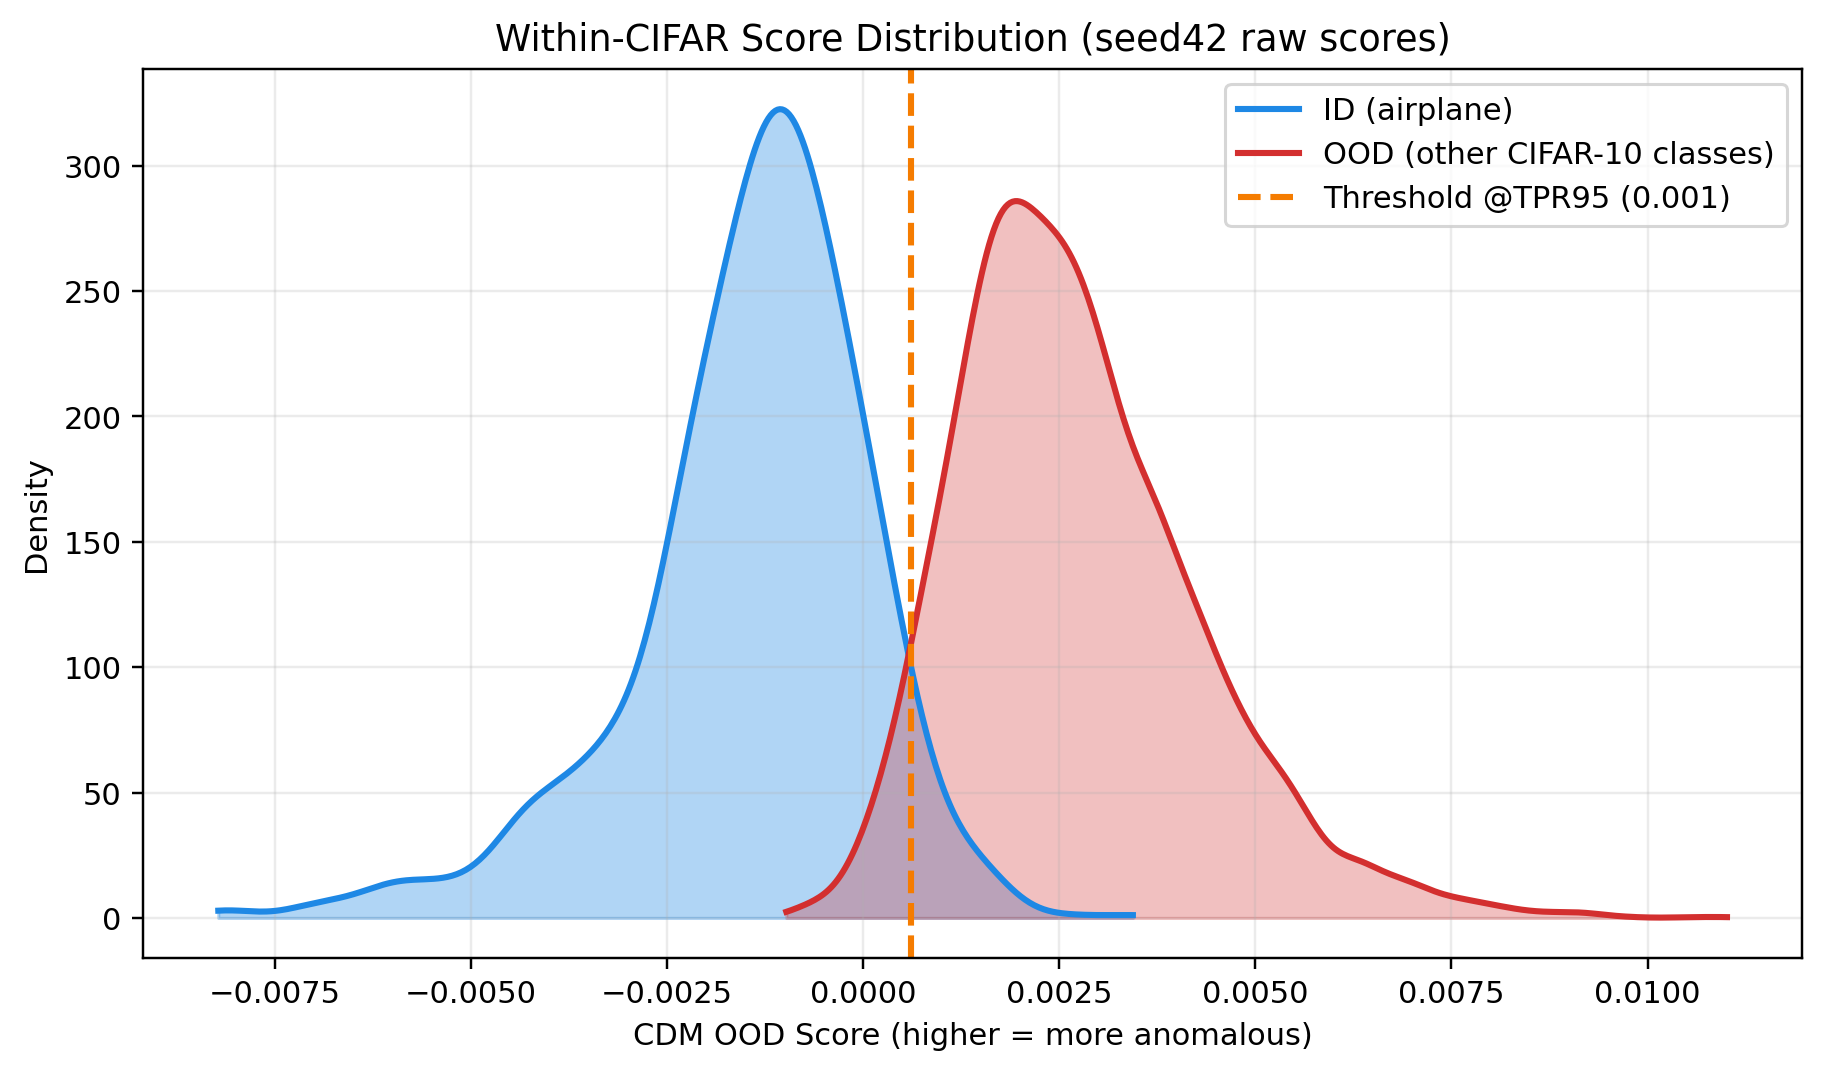 Within-CIFAR Score Distribution (seed42 raw scores)
ID (airplane)
OOD (other CIFAR-10 classes)
Threshold @TPR95 (0.001)
Density
300
250
200
150
100
50
0
−0.0075
−0.0050
−0.0025
0.0000
0.0025
0.0050
0.0075
0.0100
CDM OOD Score (higher = more anomalous)